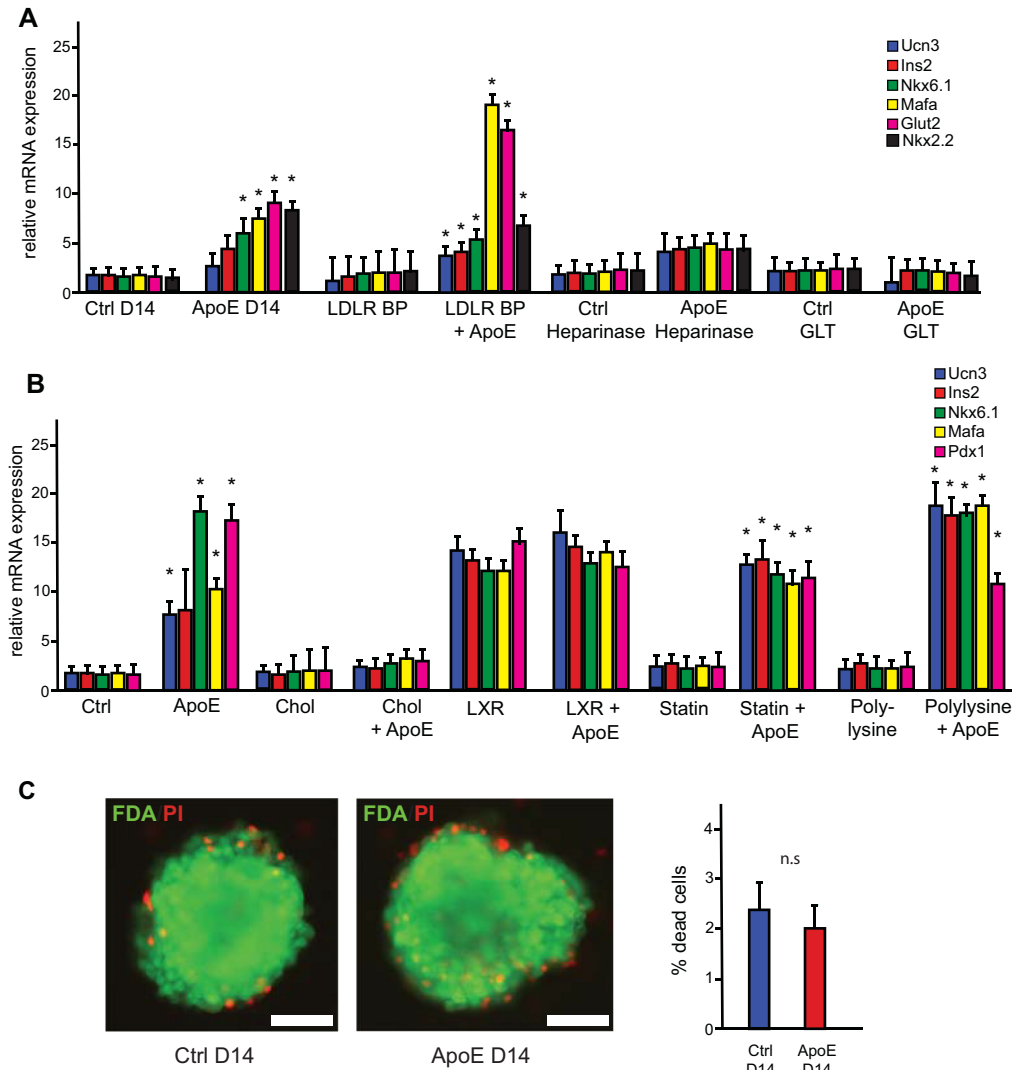 A
relative mRNA expression
25
20
15
10
5
0
Ucn3
Ins2
Nkx6.1
Mafa
Glut2
Nkx2.2
* * * *
* * * * * *
Ctrl D14
ApoE D14
LDLR BP
LDLR BP
+ ApoE
Ctrl
Heparinase
ApoE
Heparinase
Ctrl
GLT
ApoE
GLT
B
relative mRNA expression
25
20
15
10
5
0
Ucn3
Ins2
Nkx6.1
Mafa
Pdx1
* * * *
* * * * *
* * * * *
Ctrl
ApoE
Chol
Chol
+ ApoE
LXR
LXR +
ApoE
Statin
Statin +
ApoE
Poly-
lysine
Polylysine
+ ApoE
C
FDA PI
FDA PI
Ctrl D14
ApoE D14
% dead cells
4
3
2
1
0
n.s
Ctrl
D14
ApoE
D14